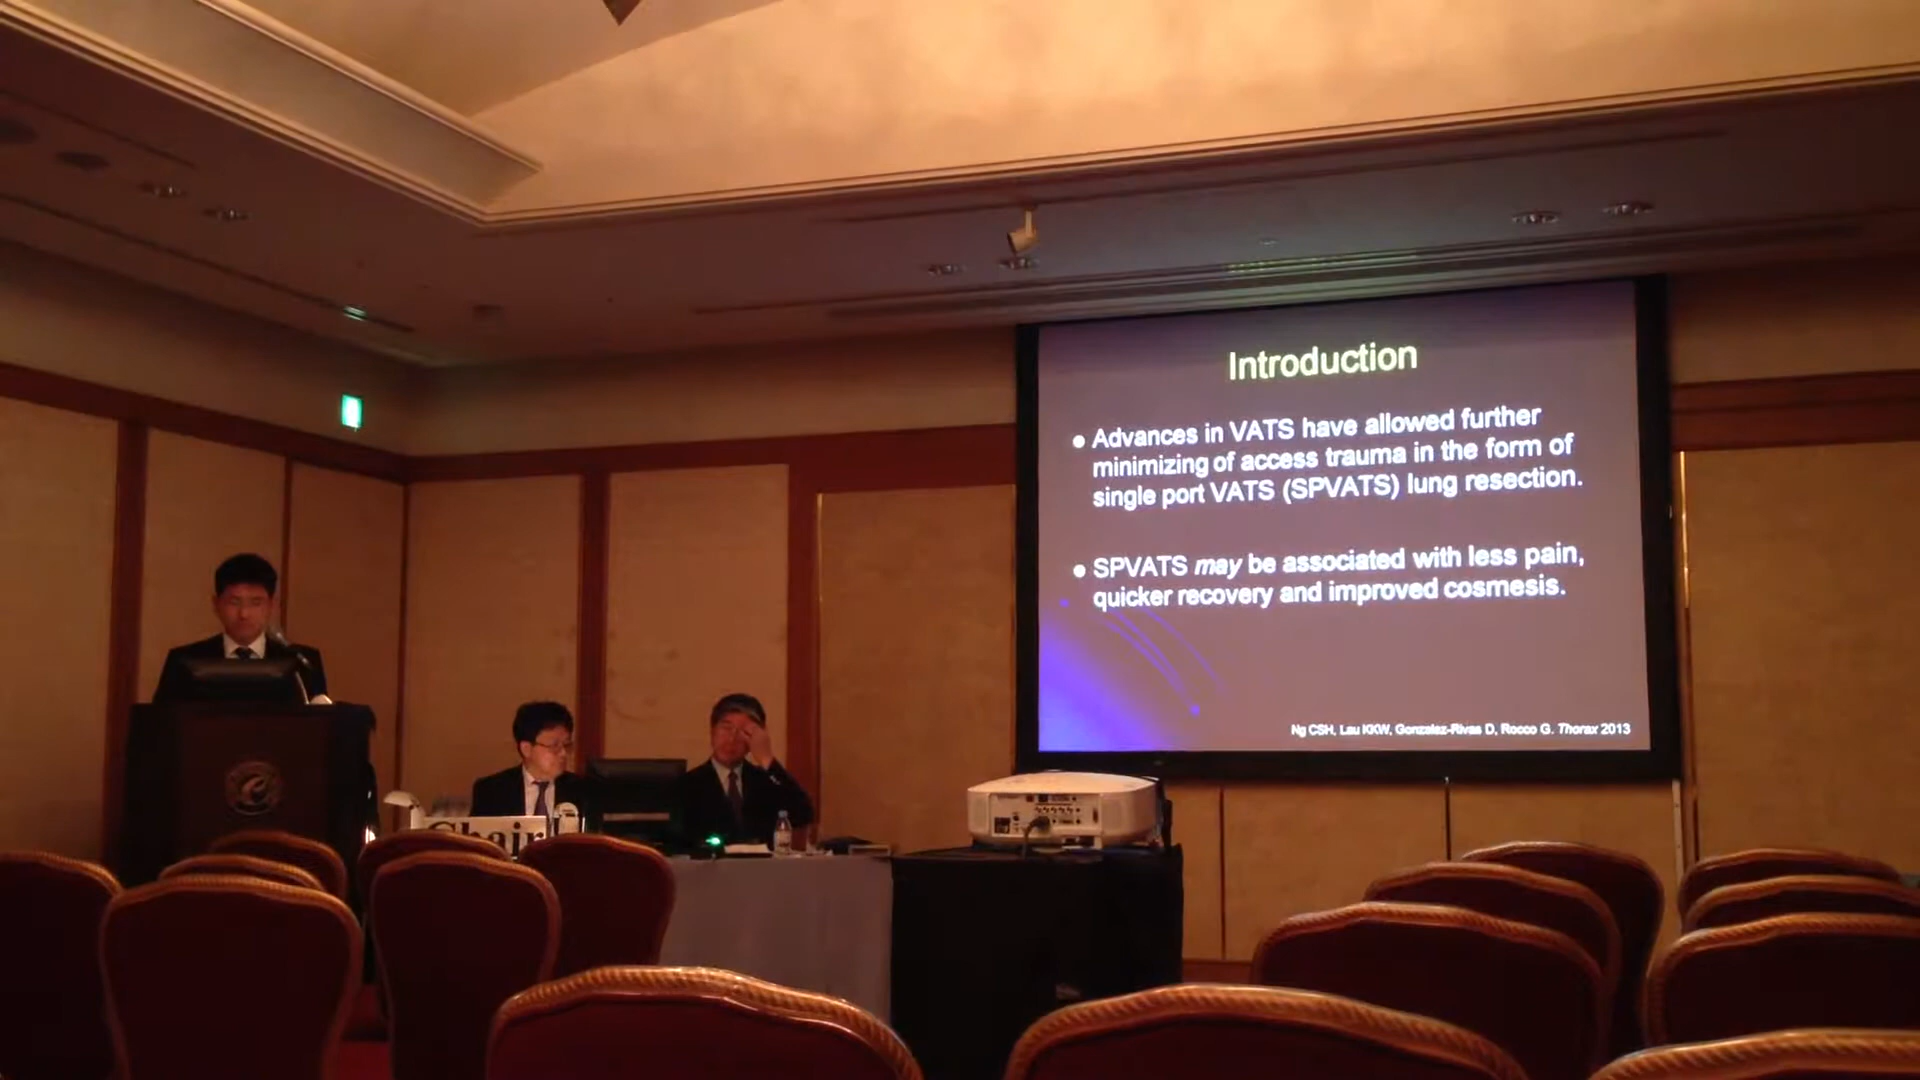 Introduction
● Advances in VATS have allowed further
minimizing of access trauma in the form of
single port VATS (SPVATS) lung resection.
● SPVATS may be associated with less pain,
quicker recovery and improved cosmesis.
Ng CSH, Lau KKW, Gonzalez-Rivas D, Rocco G. Thorax 2013
Chair